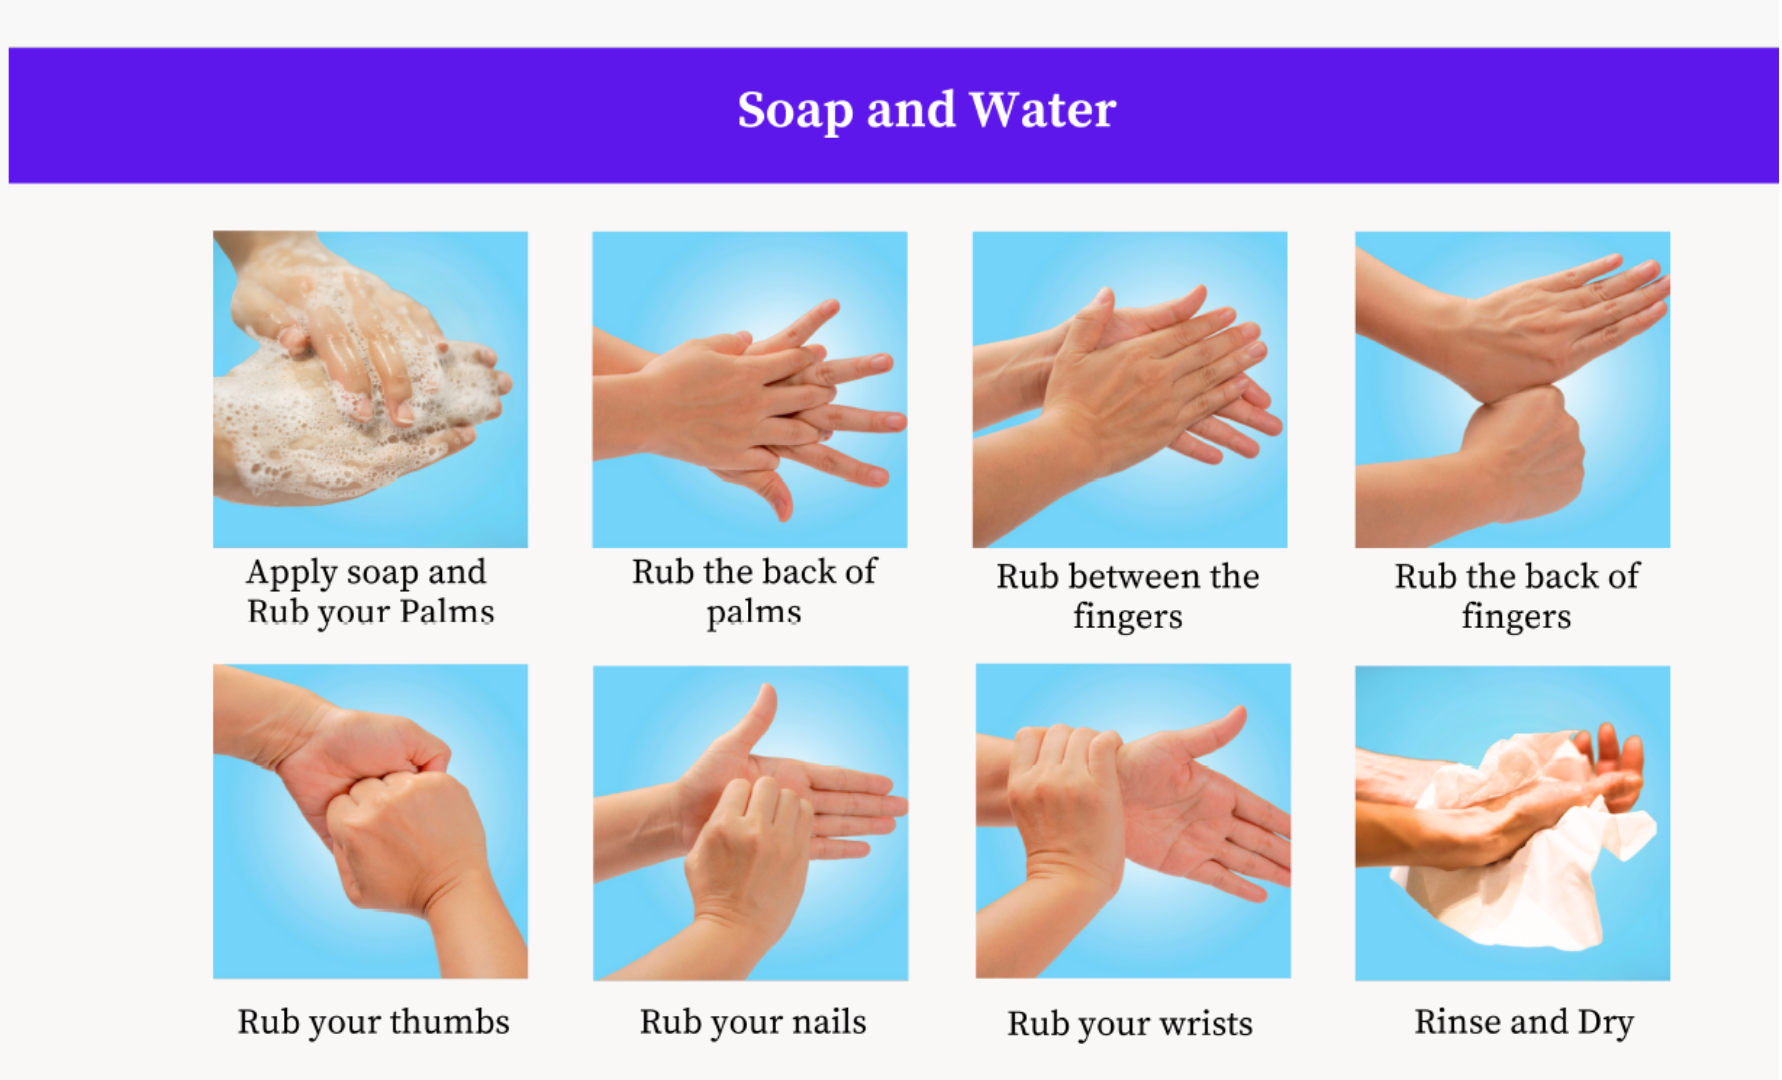 Soap and Water
Apply soap and
Rub your Palms
Rub the back of
palms
Rub between the
fingers
Rub the back of
fingers
Rub your thumbs
Rub your nails
Rub your wrists
Rinse and Dry